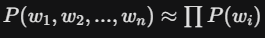 P(w₁, w₂, ..., wₙ) ≈ ∏ P(wᵢ)